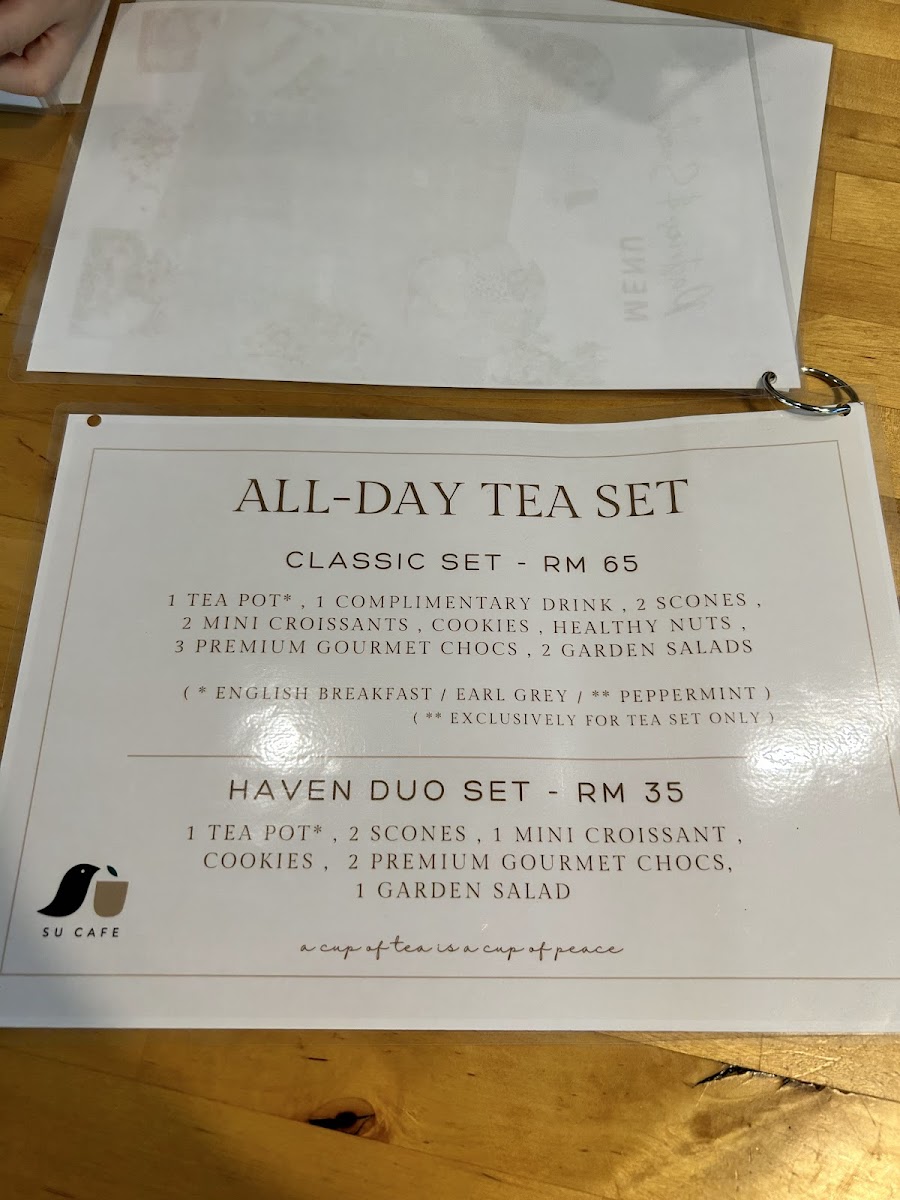 MENU
ALL-DAY TEA SET
CLASSIC SET - RM 65
1 TEA POT* , 1 COMPLIMENTARY DRINK , 2 SCONES ,
2 MINI CROISSANTS , COOKIES , HEALTHY NUTS ,
3 PREMIUM GOURMET CHOCS , 2 GARDEN SALADS
( * ENGLISH BREAKFAST / EARL GREY / ** PEPPERMINT )
( ** EXCLUSIVELY FOR TEA SET ONLY )
HAVEN DUO SET - RM 35
1 TEA POT* , 2 SCONES , 1 MINI CROISSANT ,
COOKIES , 2 PREMIUM GOURMET CHOCS,
1 GARDEN SALAD
SU CAFE
a cup of tea is a cup of peace